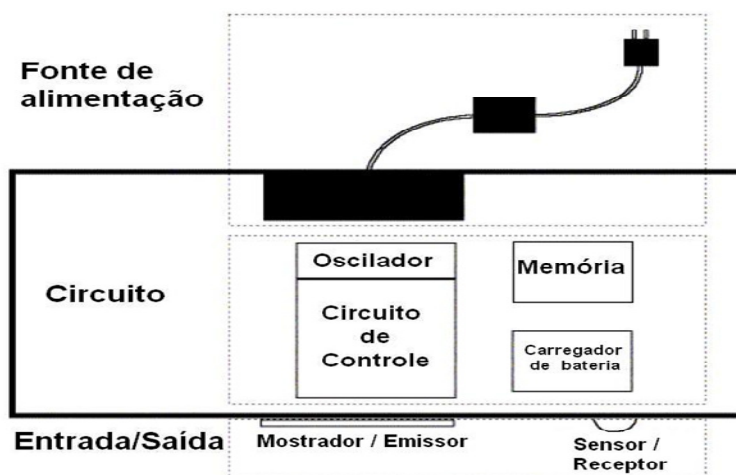 Fonte de
alimentação
Circuito
Oscilador
Circuito
de
Controle
Memória
Carregador
de bateria
Entrada/Saída
Mostrador / Emissor
Sensor /
Receptor